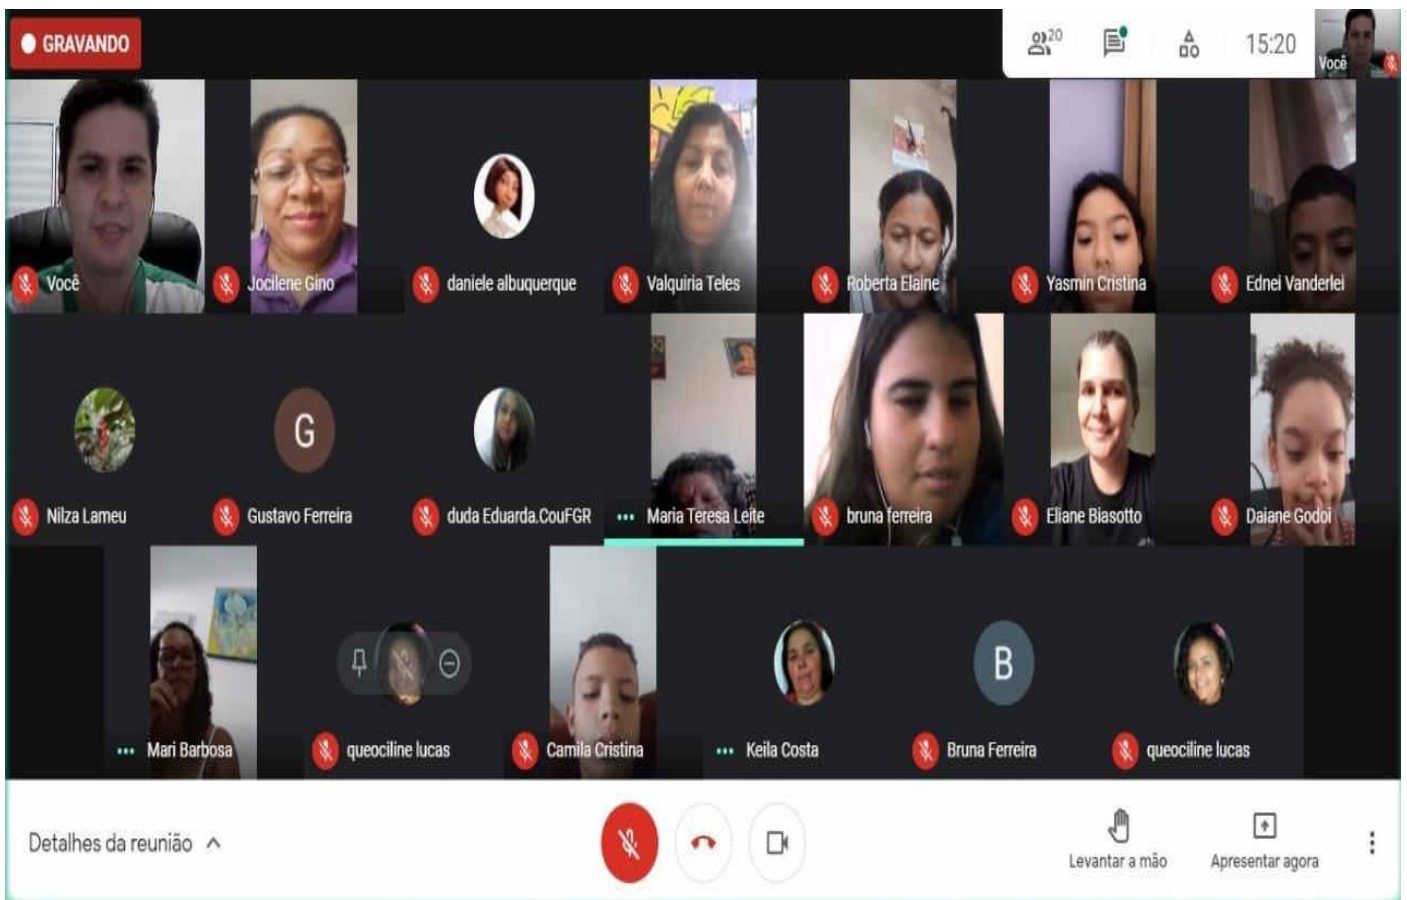 GRAVANDO
20
15:20
Você
Você
Jocilene Gino
daniele albuquerque
Valquiria Teles
Roberta Elaine
Yasmin Cristina
Ednei Vanderlei
G
Nilza Lameu
Gustavo Ferreira
duda Eduarda.CouFGR
Maria Teresa Leite
bruna ferreira
Eliane Biasotto
Daiane Godoi
B
Mari Barbosa
queociline lucas
Camila Cristina
Keila Costa
Bruna Ferreira
queociline lucas
Detalhes da reunião
Levantar a mão
Apresentar agora